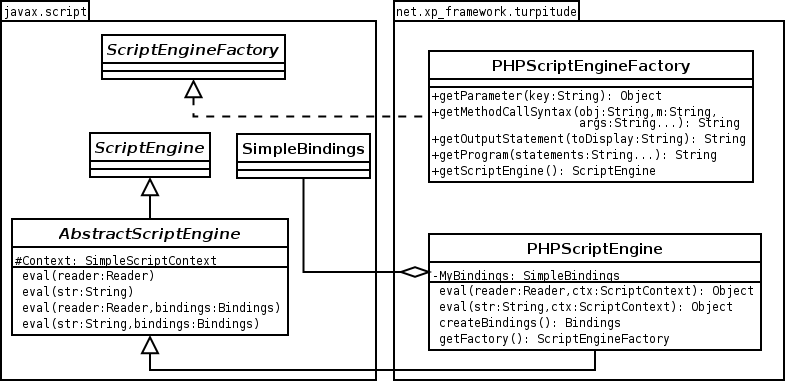 javax.script
ScriptEngineFactory
ScriptEngine
SimpleBindings
AbstractScriptEngine
#Context: SimpleScriptContext
eval(reader:Reader)
eval(str:String)
eval(reader:Reader,bindings:Bindings)
eval(str:String,bindings:Bindings)
net.xp_framework.turpitude
PHPScriptEngineFactory
+getParameter(key:String): Object
+getMethodCallSyntax(obj:String,m:String,
args:String...): String
+getOutputStatement(toDisplay:String): String
+getProgram(statements:String...): String
+getScriptEngine(): ScriptEngine
PHPScriptEngine
-MyBindings: SimpleBindings
eval(reader:Reader,ctx:ScriptContext): Object
eval(str:String,ctx:ScriptContext): Object
createBindings(): Bindings
getFactory(): ScriptEngineFactory